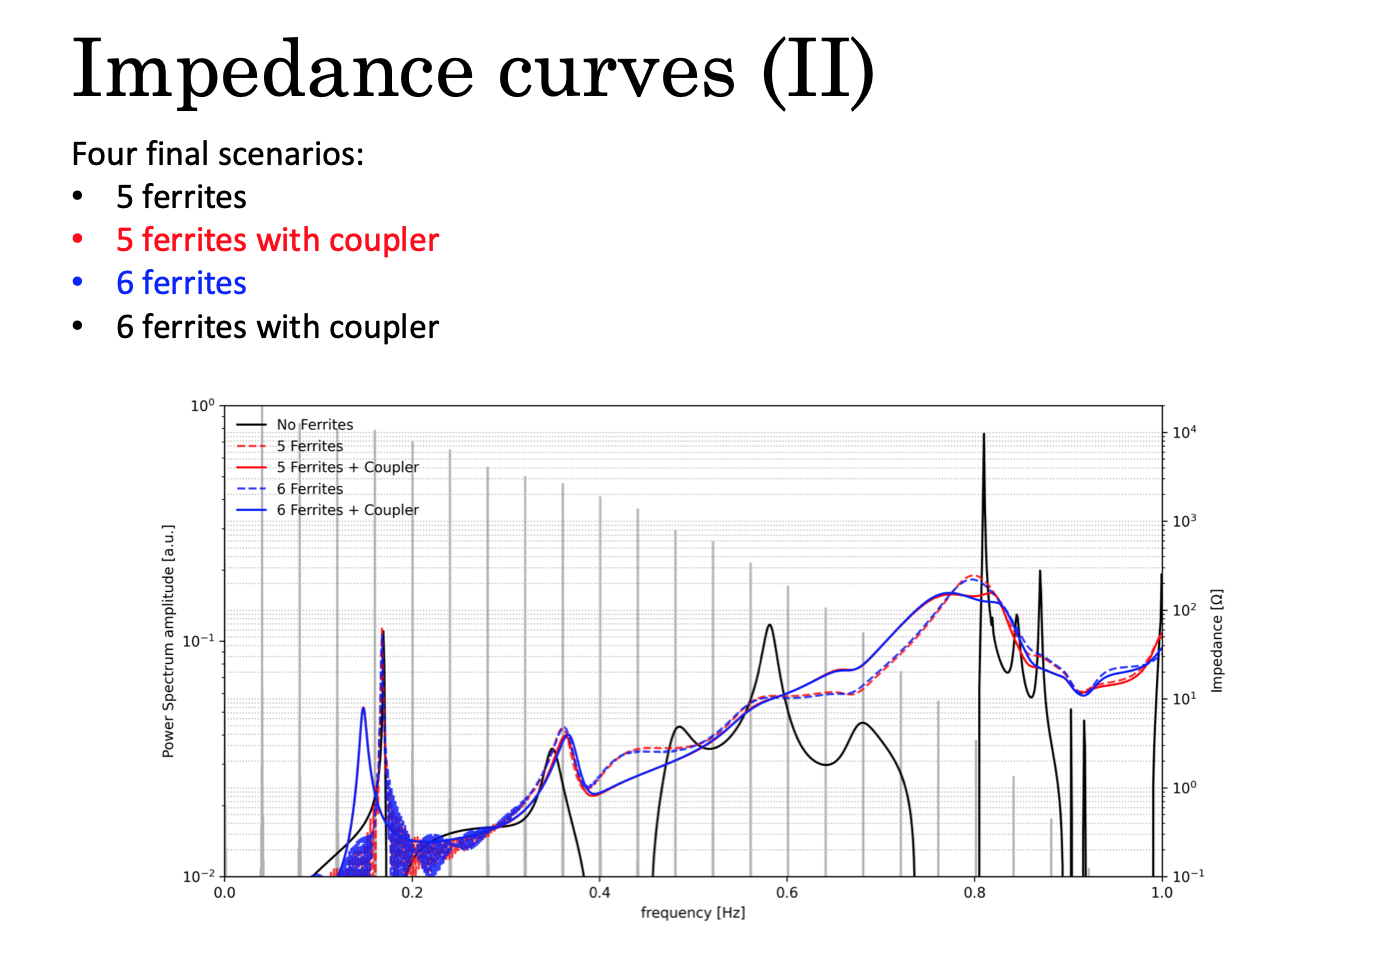 Impedance curves (II)
Four final scenarios:
• 5 ferrites
• 5 ferrites with coupler
• 6 ferrites
• 6 ferrites with coupler
No Ferrites
5 Ferrites
5 Ferrites + Coupler
6 Ferrites
6 Ferrites + Coupler
Power Spectrum amplitude [a.u.]
10⁰
10⁻¹
10⁻²
0.0 0.2 0.4 0.6 0.8 1.0
frequency [Hz]
10⁴
10³
10²
10¹
10⁰
10⁻¹
Impedance [Ω]